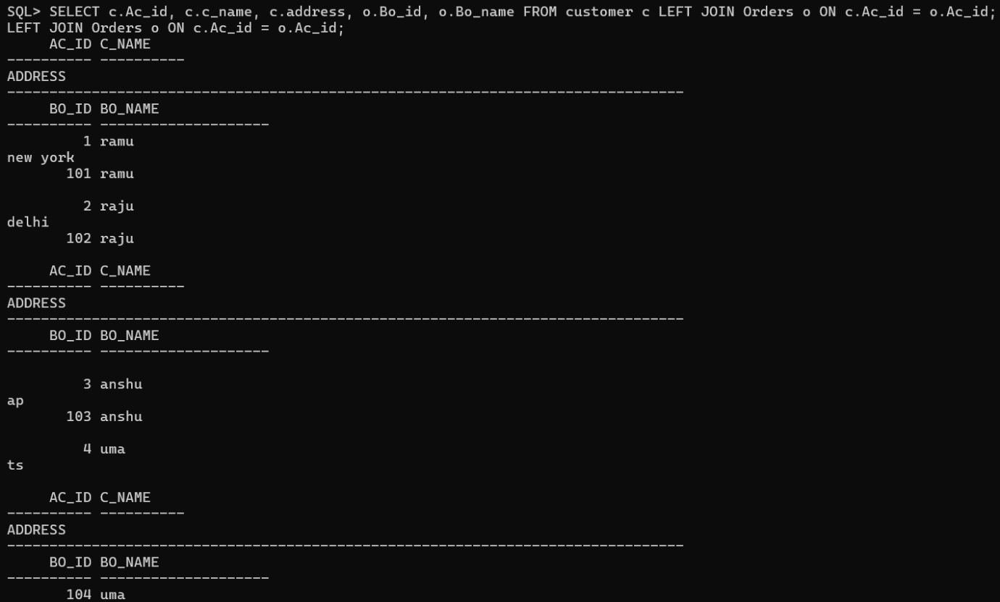 SQL> SELECT c.Ac_id, c.c_name, c.address, o.Bo_id, o.Bo_name FROM customer c LEFT JOIN Orders o ON c.Ac_id = o.Ac_id;
LEFT JOIN Orders o ON c.Ac_id = o.Ac_id;
     AC_ID C_NAME
---------- ----------
ADDRESS
--------------------------------------------------------------------------------
     BO_ID BO_NAME
---------- --------------------
         1 ramu
new york
       101 ramu

         2 raju
delhi
       102 raju

     AC_ID C_NAME
---------- ----------
ADDRESS
--------------------------------------------------------------------------------
     BO_ID BO_NAME
---------- --------------------

         3 anshu
ap
       103 anshu

         4 uma
ts

     AC_ID C_NAME
---------- ----------
ADDRESS
--------------------------------------------------------------------------------
     BO_ID BO_NAME
---------- --------------------
       104 uma